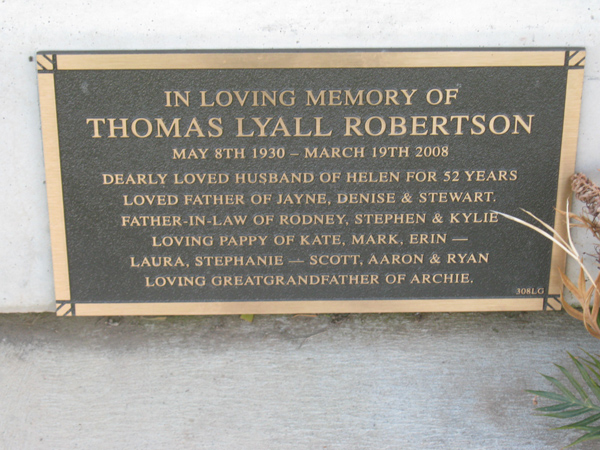 IN LOVING MEMORY OF
THOMAS LYALL ROBERTSON
MAY 8TH 1930 – MARCH 19TH 2008
DEARLY LOVED HUSBAND OF HELEN FOR 52 YEARS
LOVED FATHER OF JAYNE, DENISE & STEWART.
FATHER-IN-LAW OF RODNEY, STEPHEN & KYLIE
LOVING PAPPY OF KATE, MARK, ERIN —
LAURA, STEPHANIE — SCOTT, AARON & RYAN
LOVING GREATGRANDFATHER OF ARCHIE.
308LG